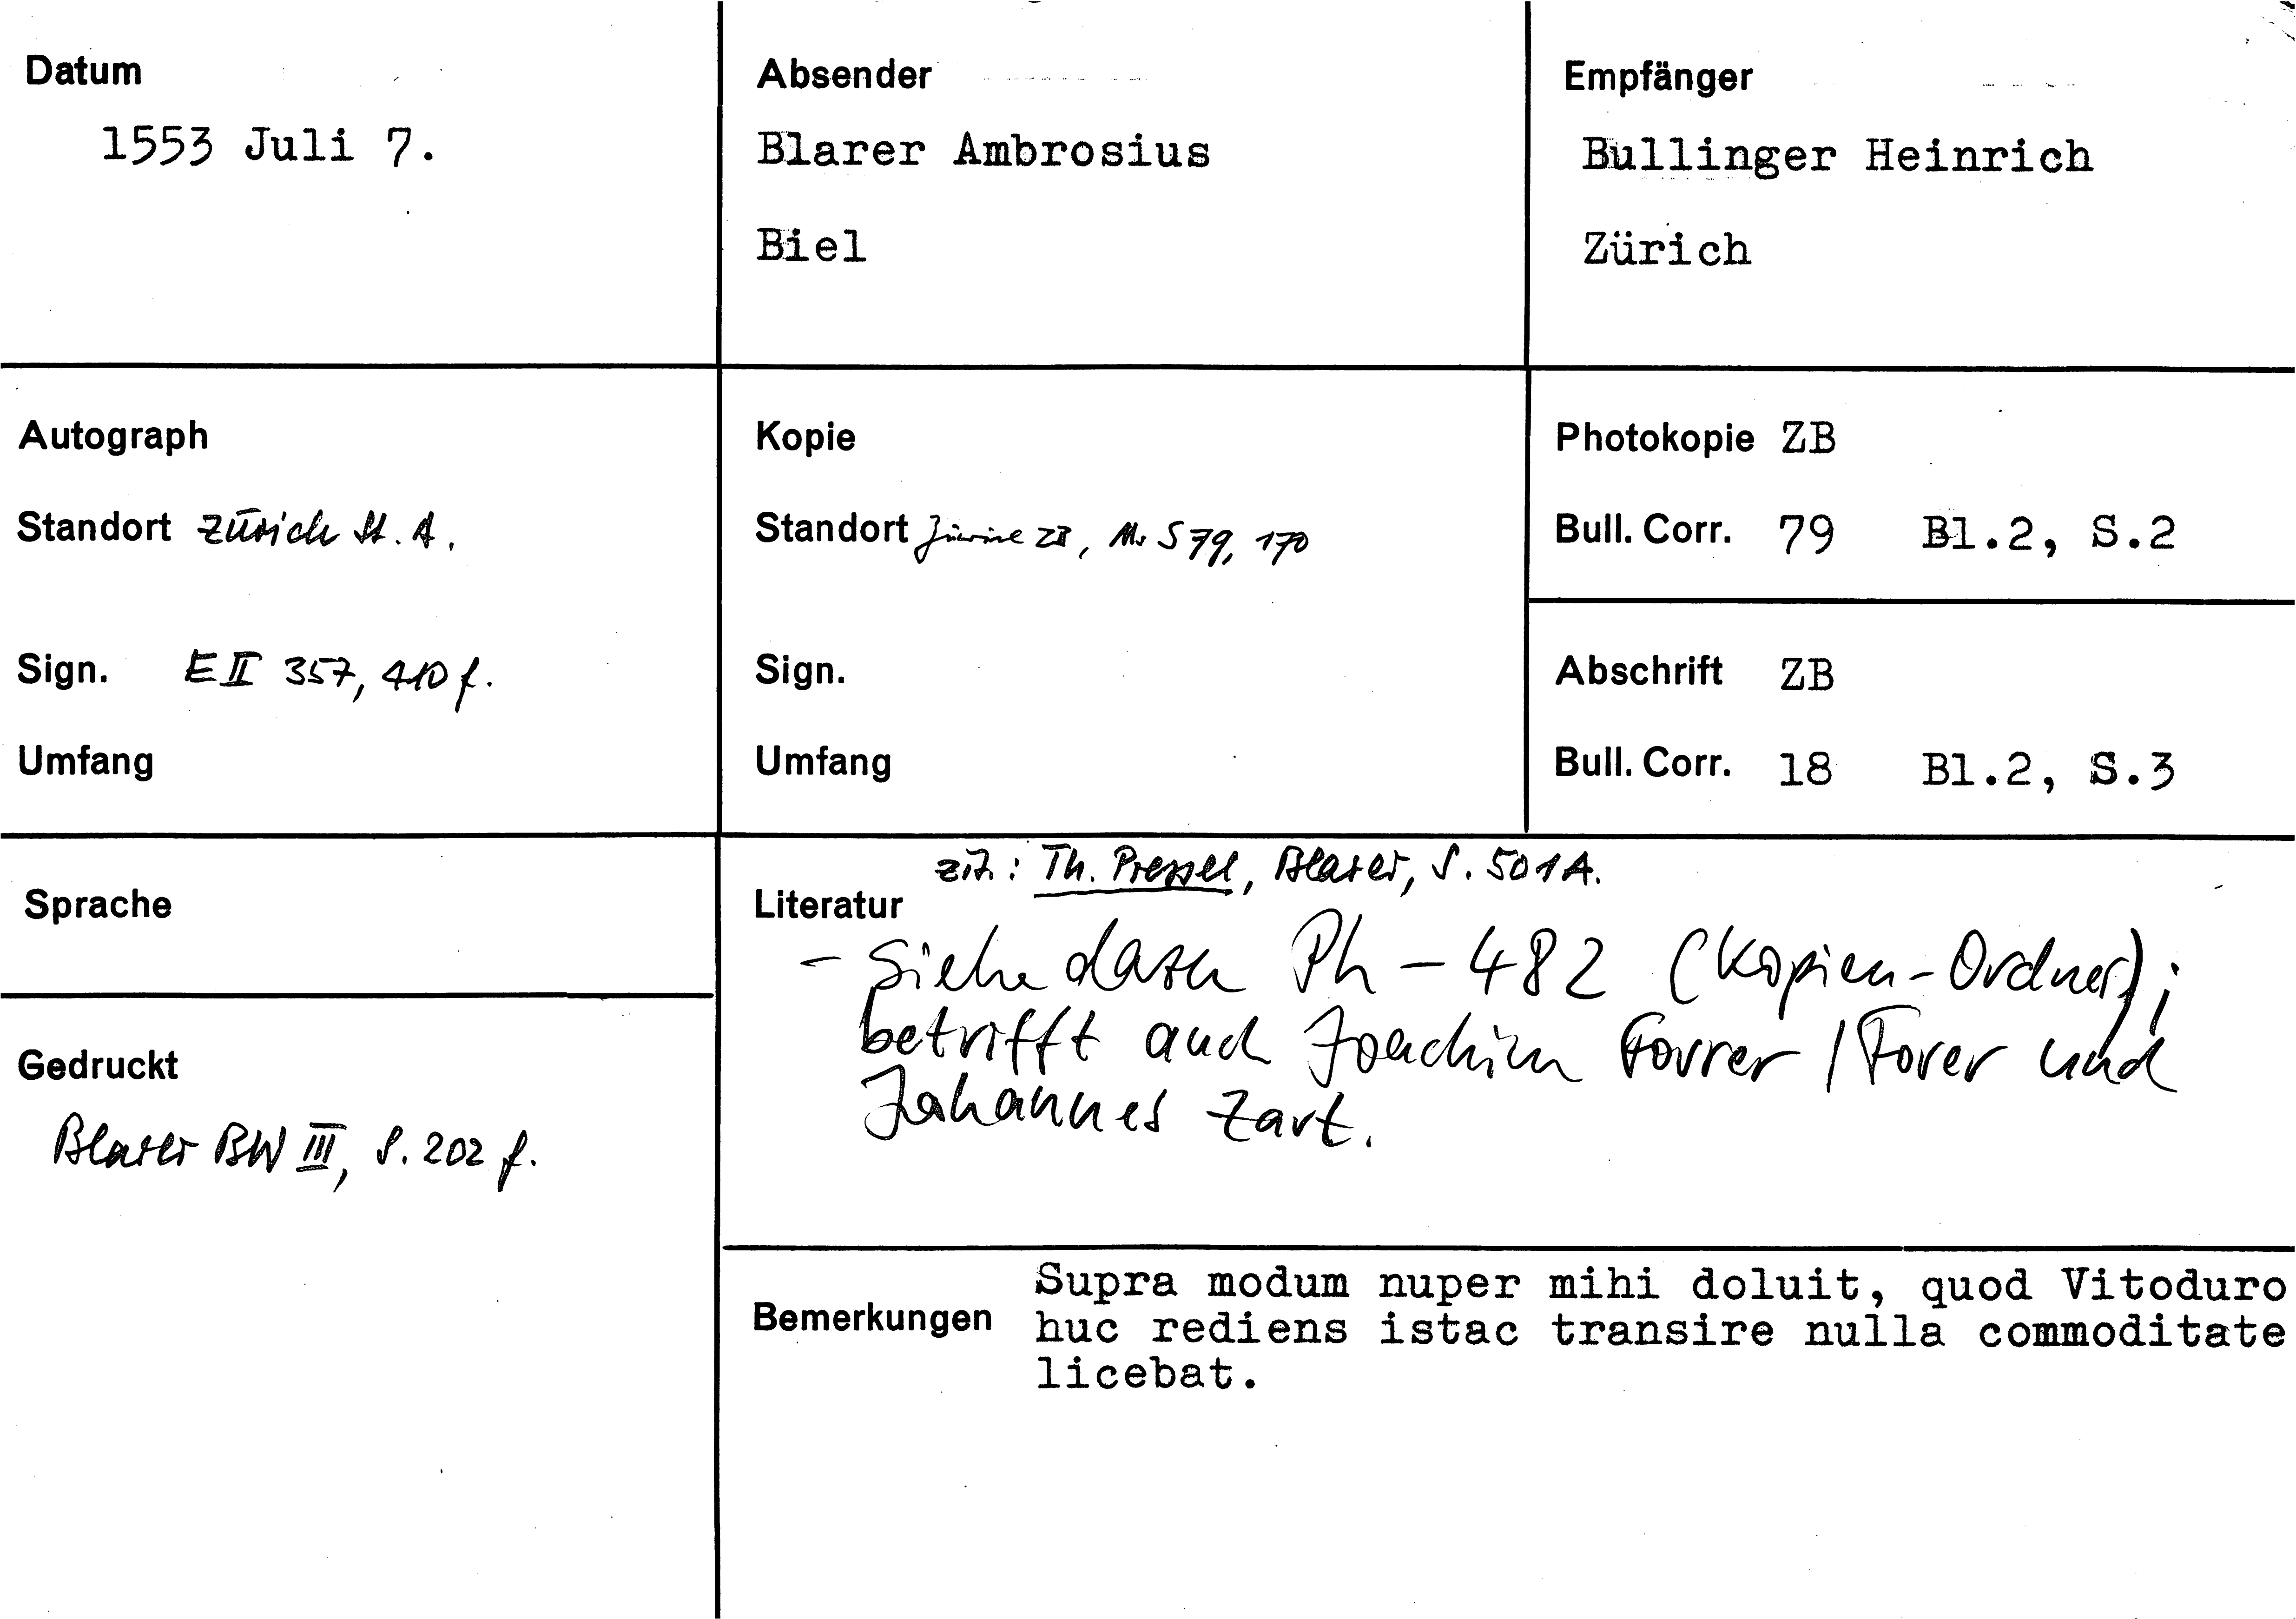 Datum
1553 Juli 7.
Absender
Blarer Ambrosius
Biel
Empfänger
Bullinger Heinrich
Zürich
Autograph
Standort Zürich St. A.
Sign. E II 357, 410 f.
Umfang
Kopie
Standort ZB, Ms S 79, 170
Sign.
Umfang
Photokopie ZB
Bull. Corr. 79 Bl.2, S.2
Abschrift ZB
Bull. Corr. 18 Bl.2, S.3
Sprache
Gedruckt
Blarer BW III, S. 202 f.
zit.: Th. Pressel, Blarer, S. 501 A.
Literatur
- Siehe dazu Ph - 482 (Kopien-Ordner);
betrifft auch Joachim Forrer / Forer und
Johannes Zart.
Bemerkungen
Supra modum nuper mihi doluit, quod Vitoduro
huc rediens istac transire nulla commoditate
licebat.